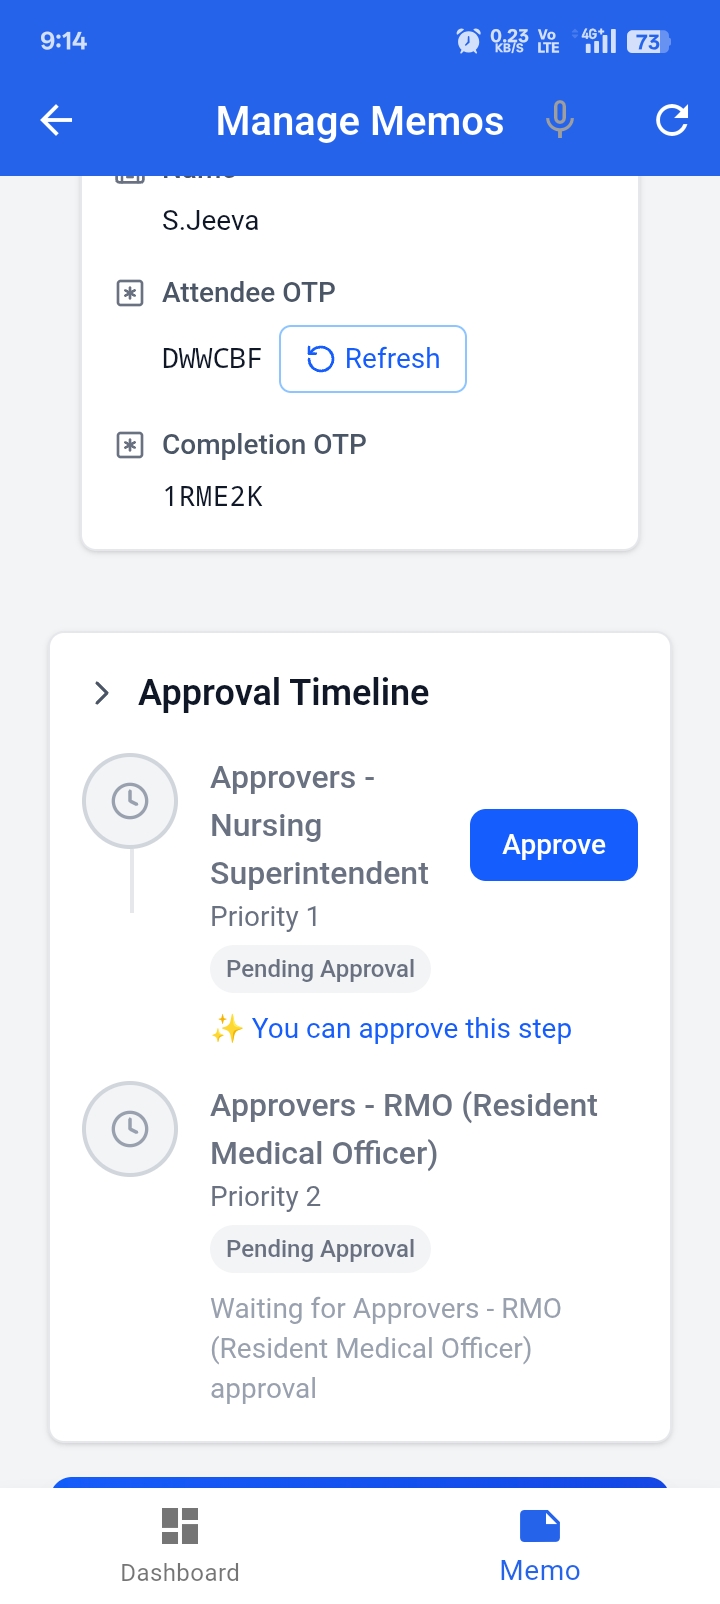 9:14
0.23 KB/S
Vo LTE
4G+
73
Manage Memos
Name
S.Jeeva
Attendee OTP
DWWCBF
Refresh
Completion OTP
1RME2K
Approval Timeline
Approvers -
Nursing
Superintendent
Approve
Priority 1
Pending Approval
✨ You can approve this step
Approvers - RMO (Resident
Medical Officer)
Priority 2
Pending Approval
Waiting for Approvers - RMO
(Resident Medical Officer)
approval
Dashboard
Memo